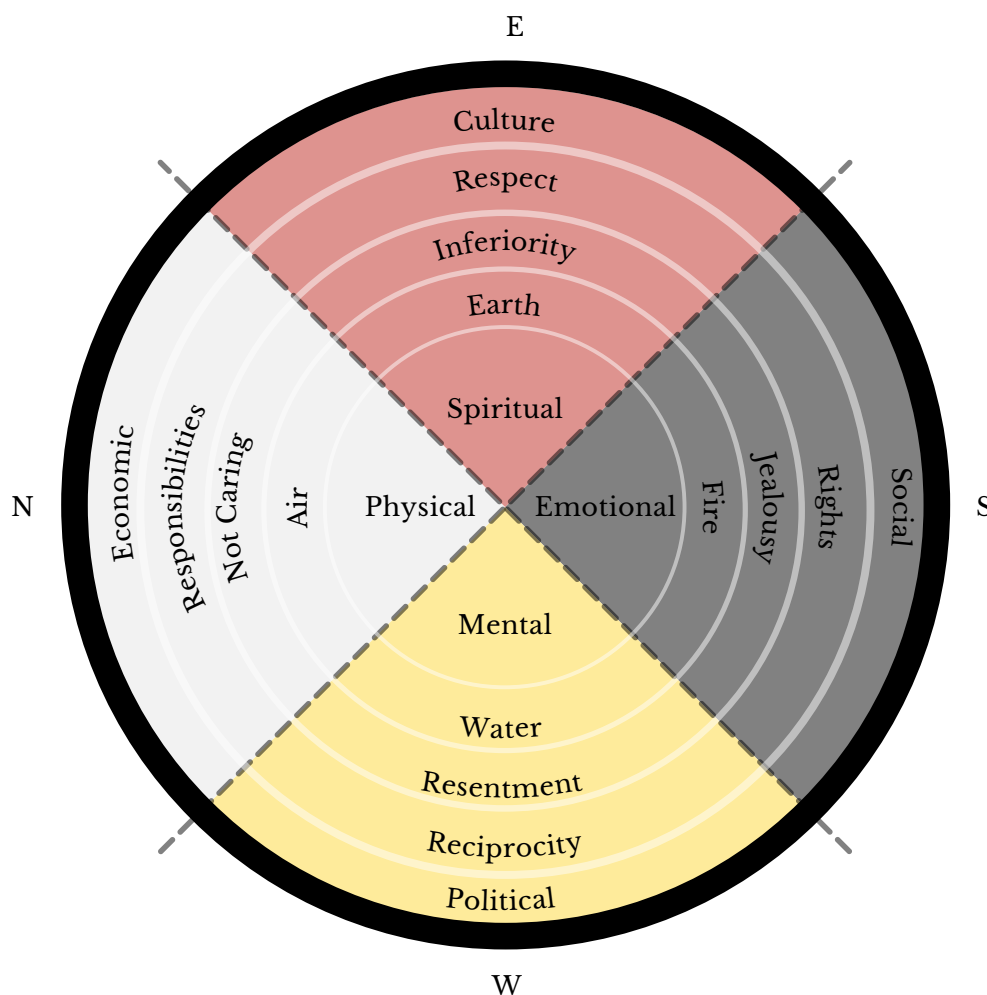 E
Culture
Respect
Inferiority
Earth
Spiritual
N
Economic
Responsibilities
Not Caring
Air
Physical
Emotional
Fire
Jealousy
Rights
Social
S
Mental
Water
Resentment
Reciprocity
Political
W